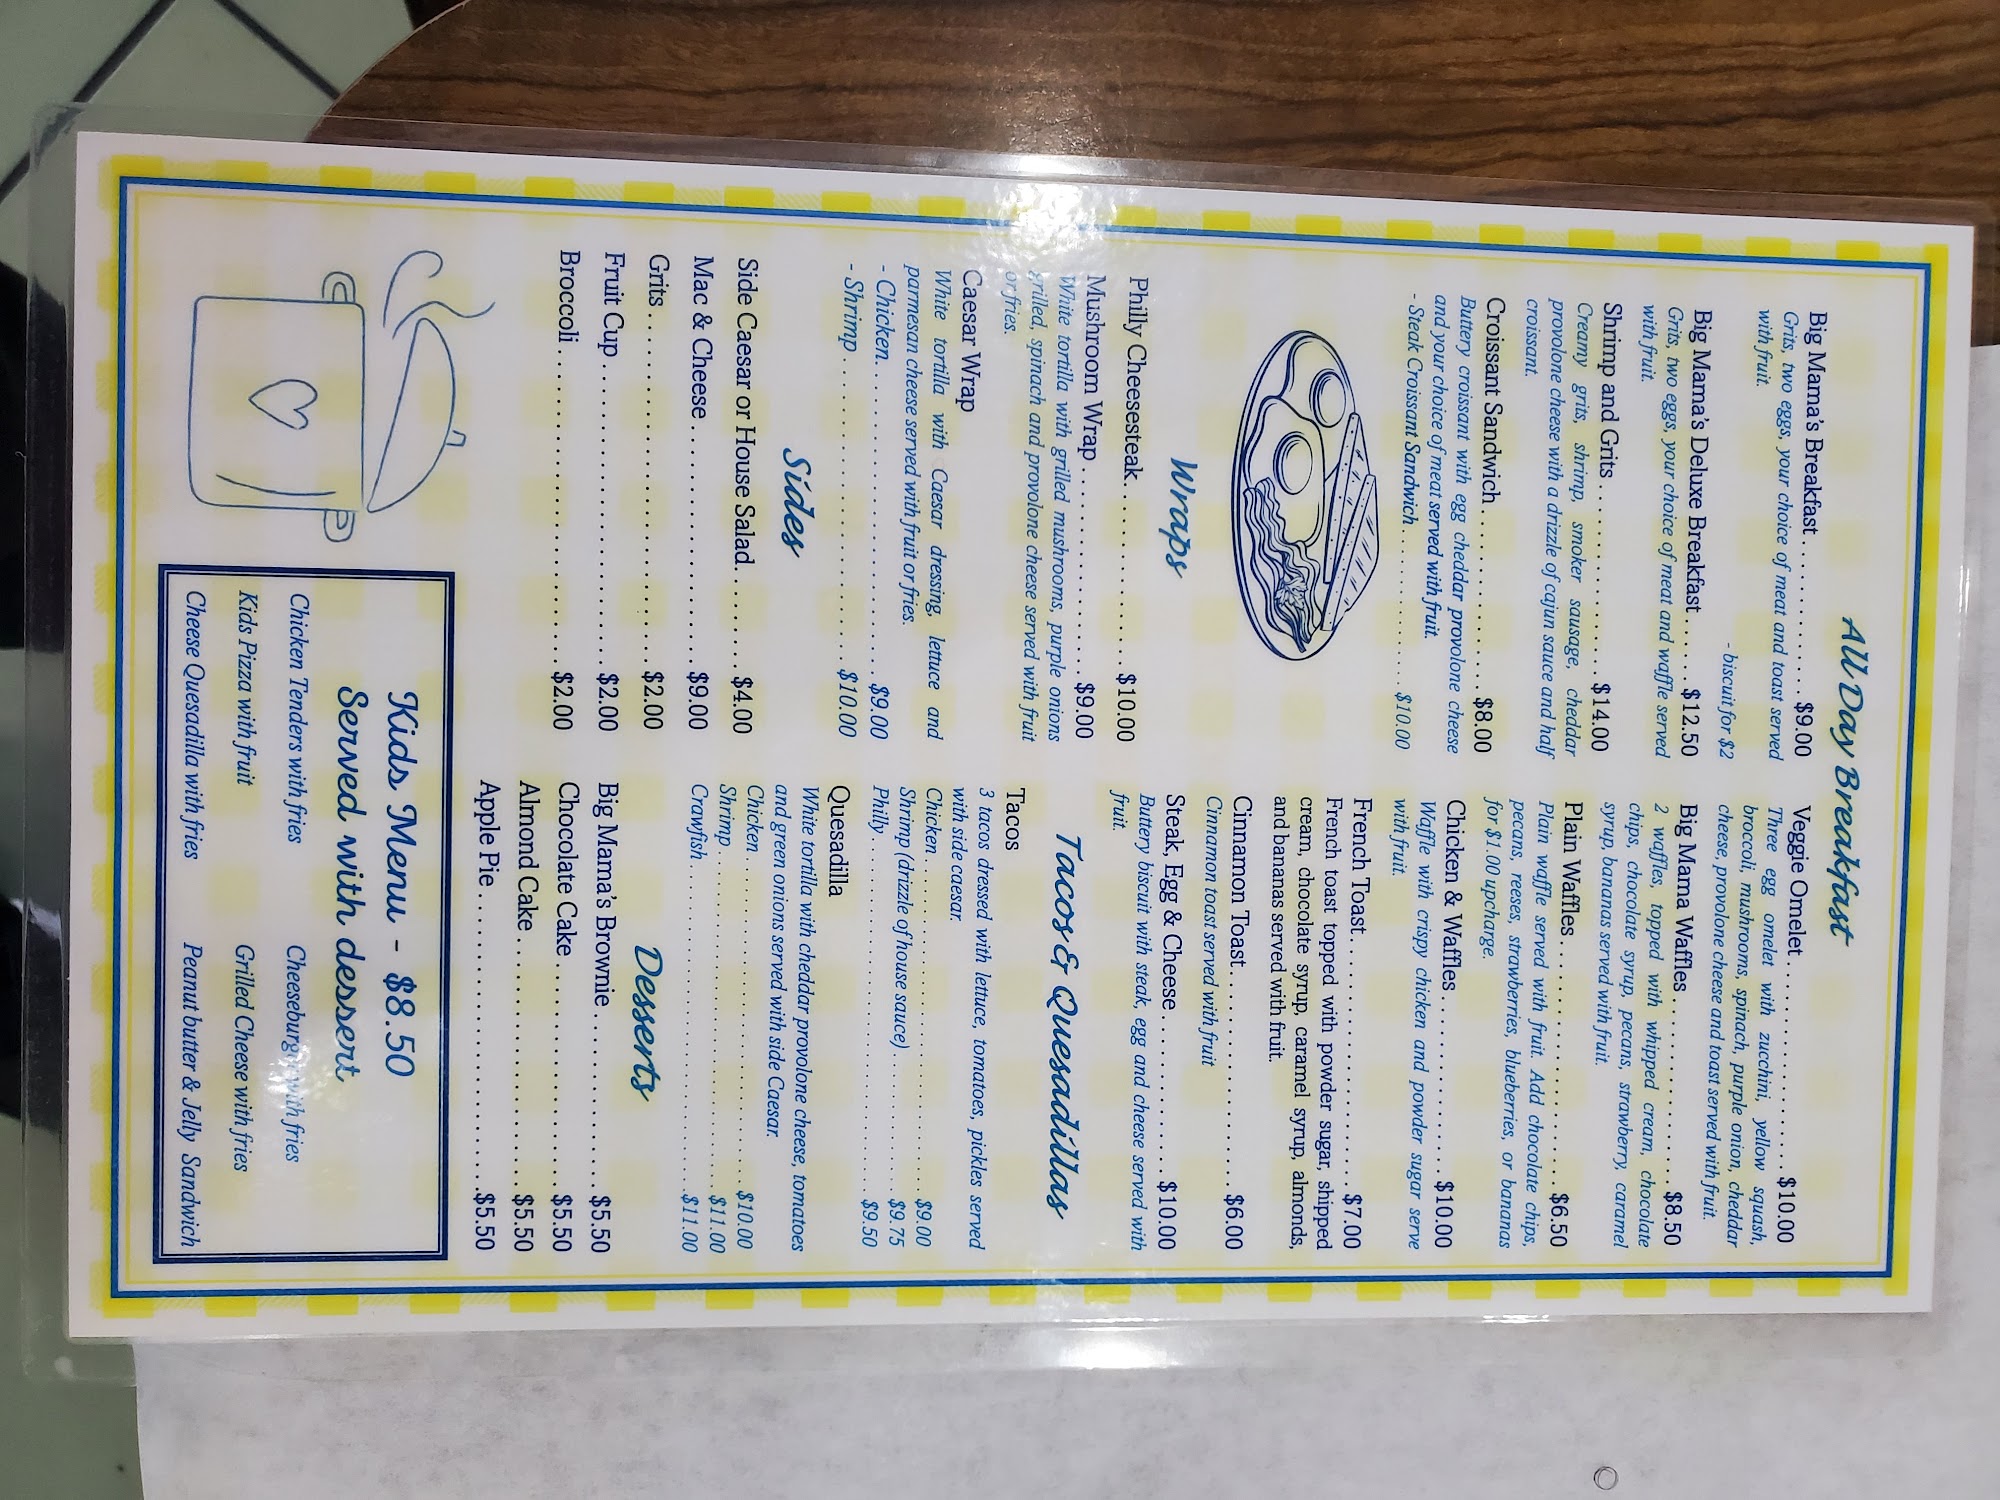 All Day Breakfast
Big Mama's Breakfast . . . . . . . . . . . . $9.00
Grits, two eggs, your choice of meat and toast served
with fruit.
- biscuit for $2
Big Mama's Deluxe Breakfast . . . . . . $12.50
Grits, two eggs, your choice of meat and waffle served
with fruit.
Shrimp and Grits . . . . . . . . . . . . . . . $14.00
Creamy grits, shrimp, smoker sausage, cheddar
provolone cheese with a drizzle of cajun sauce and half
croissant.
Croissant Sandwich . . . . . . . . . . . . . . $8.00
Buttery croissant with egg cheddar provolone cheese
and your choice of meat served with fruit.
- Steak Croissant Sandwich . . . . . . . . . . . . . $10.00
Wraps
Philly Cheesesteak . . . . . . . . . . . . . . $10.00
Mushroom Wrap . . . . . . . . . . . . . . . . $9.00
White tortilla with grilled mushrooms, purple onions
grilled, spinach and provolone cheese served with fruit
or fries.
Caesar Wrap
White tortilla with Caesar dressing, lettuce and
parmesan cheese served with fruit or fries.
- Chicken. . . . . . . . . . . . . . . . . . . . . . . . . $9.00
- Shrimp . . . . . . . . . . . . . . . . . . . . . . . . $10.00
Sides
Side Caesar or House Salad . . . . . . . . $4.00
Mac & Cheese . . . . . . . . . . . . . . . . . . $9.00
Grits . . . . . . . . . . . . . . . . . . . . . . . . . $2.00
Fruit Cup . . . . . . . . . . . . . . . . . . . . . $2.00
Broccoli . . . . . . . . . . . . . . . . . . . . . . $2.00
Veggie Omelet . . . . . . . . . . . . . . . . . $10.00
Three egg omelet with zucchini, yellow squash,
broccoli, mushrooms, spinach, purple onion, cheddar
cheese, provolone cheese and toast served with fruit.
Big Mama Waffles . . . . . . . . . . . . . . . $8.50
2 waffles, topped with whipped cream, chocolate
chips, chocolate syrup, pecans, strawberry, caramel
syrup, bananas served with fruit.
Plain Waffles . . . . . . . . . . . . . . . . . . . $6.50
Plain waffle served with fruit. Add chocolate chips,
pecans, reeses, strawberries, blueberries, or bananas
for $1.00 upcharge.
Chicken & Waffles . . . . . . . . . . . . . . $10.00
Waffle with crispy chicken and powder sugar serve
with fruit.
French Toast . . . . . . . . . . . . . . . . . . . $7.00
French toast topped with powder sugar, shipped
cream, chocolate syrup, caramel syrup, almonds,
and bananas served with fruit.
Cinnamon Toast . . . . . . . . . . . . . . . . $6.00
Cinnamon toast served with fruit
Steak, Egg & Cheese . . . . . . . . . . . . . $10.00
Buttery biscuit with steak, egg and cheese served with
fruit.
Tacos & Quesadillas
Tacos
3 tacos dressed with lettuce, tomatoes, pickles served
with side caesar.
Chicken . . . . . . . . . . . . . . . . . . . . . . . . . $9.00
Shrimp (drizzle of house sauce) . . . . . . . . . . $9.75
Philly . . . . . . . . . . . . . . . . . . . . . . . . . . . $9.50
Quesadilla
White tortilla with cheddar provolone cheese, tomatoes
and green onions served with side Caesar.
Chicken . . . . . . . . . . . . . . . . . . . . . . . . . $10.00
Shrimp . . . . . . . . . . . . . . . . . . . . . . . . . $11.00
Crawfish . . . . . . . . . . . . . . . . . . . . . . . . $11.00
Desserts
Big Mama's Brownie . . . . . . . . . . . . . $5.50
Chocolate Cake . . . . . . . . . . . . . . . . . $5.50
Almond Cake . . . . . . . . . . . . . . . . . . . $5.50
Apple Pie . . . . . . . . . . . . . . . . . . . . . . $5.50
Kids Menu - $8.50
Served with dessert
Chicken Tenders with fries Cheeseburger with fries
Kids Pizza with fruit Grilled Cheese with fries
Cheese Quesadilla with fries Peanut butter & Jelly Sandwich